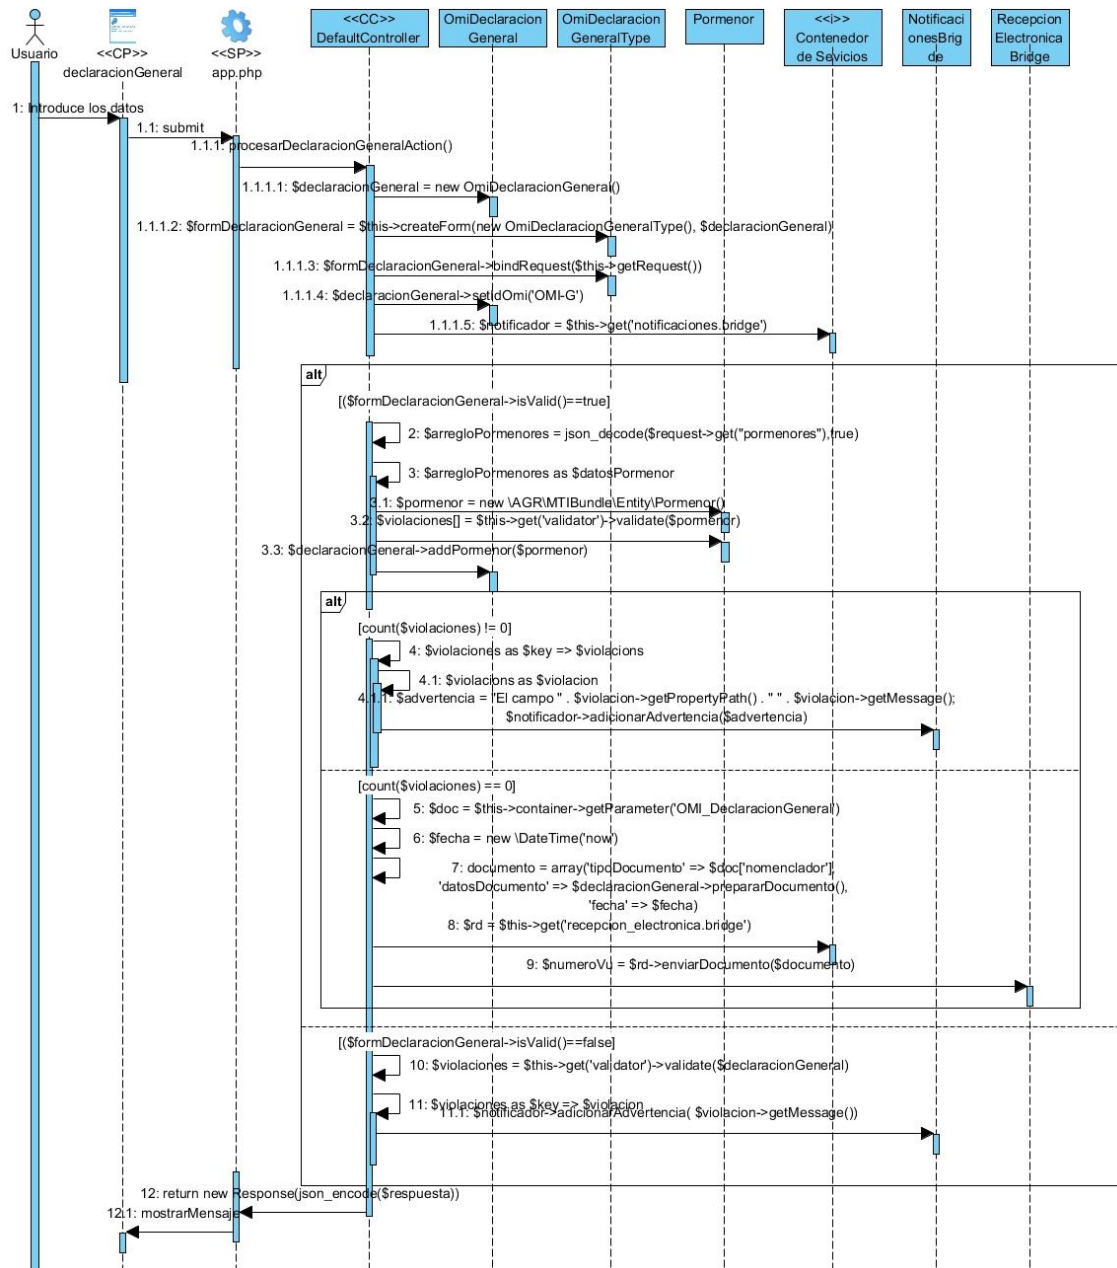 Usuario
<<CP>>
declaracionGeneral
<<SP>>
app.php
<<CC>>
DefaultController
OmiDeclaracion
General
OmiDeclaracion
GeneralType
Pormenor
<<i>>
Contenedor
de Sevicios
Notificaci
onesBrig
de
Recepcion
Electronica
Bridge
1: Introduce los datos
1.1: submit
1.1.1: procesarDeclaracionGeneralAction()
1.1.1.1: $declaracionGeneral = new OmiDeclaracionGeneral()
1.1.1.2: $formDeclaracionGeneral = $this->createForm(new OmiDeclaracionGeneralType(), $declaracionGeneral)
1.1.1.3: $formDeclaracionGeneral->bindRequest($this->getRequest())
1.1.1.4: $declaracionGeneral->setidOmi('OMI-G')
1.1.1.5: $notificador = $this->get('notificaciones.bridge')
alt
[($formDeclaracionGeneral->isValid()==true]
2: $arregloPormenores = json_decode($request->get("pormenores"),true)
3: $arregloPormenores as $datosPormenor
3.1: $pormenor = new \AGR\MTIBundle\Entity\Pormenor()
3.2: $violaciones[] = $this->get('validator')->validate($pormenor)
3.3: $declaracionGeneral->addPormenor($pormenor)
alt
[count($violaciones) != 0]
4: $violaciones as $key => $violacions
4.1: $violacions as $violacion
4.1.1: $advertencia = "El campo " . $violacion->getPropertyPath() . " " . $violacion->getMessage();
$notificador->adicionarAdvertencia($advertencia)
[count($violaciones) == 0]
5: $doc = $this->container->getParameter('OMI_DeclaracionGeneral')
6: $fecha = new \DateTime('now')
7: documento = array('tipoDocumento' => $doc['nomenclador'],
'datosDocumento' => $declaracionGeneral->prepararDocumento(),
'fecha' => $fecha)
8: $rd = $this->get('recepcion_electronica.bridge')
9: $numeroVu = $rd->enviarDocumento($documento)
[($formDeclaracionGeneral->isValid()==false]
10: $violaciones = $this->get('validator')->validate($declaracionGeneral)
11: $violaciones as $key => $violacion
11.1: $notificador->adicionarAdvertencia( $violacion->getMessage())
12: return new Response(json_encode($respuesta))
12.1: mostrarMensaje